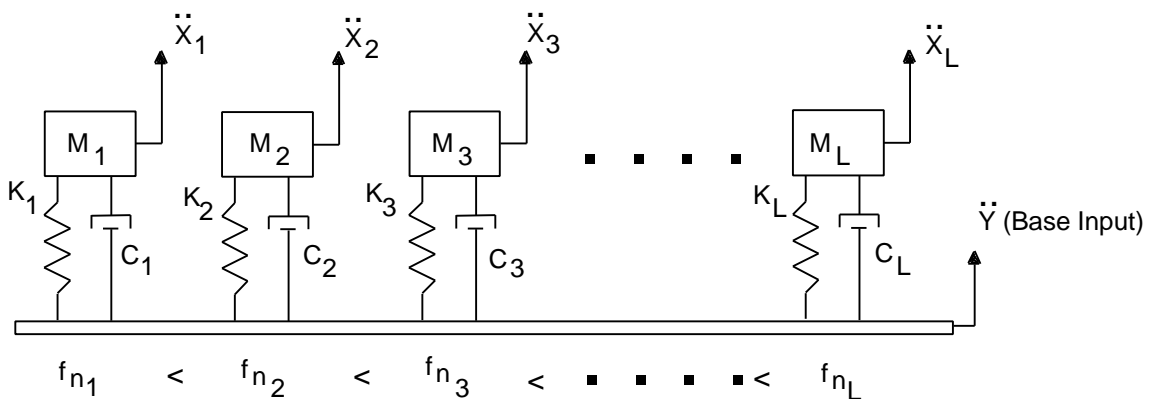 Ẍ1 Ẍ2 Ẍ3 ẌL
M1 M2 M3 . . . . ML
K1 K2 K3 KL
Ÿ (Base Input)
C1 C2 C3 CL
fn1 < fn2 < fn3 < . . . . < fnL